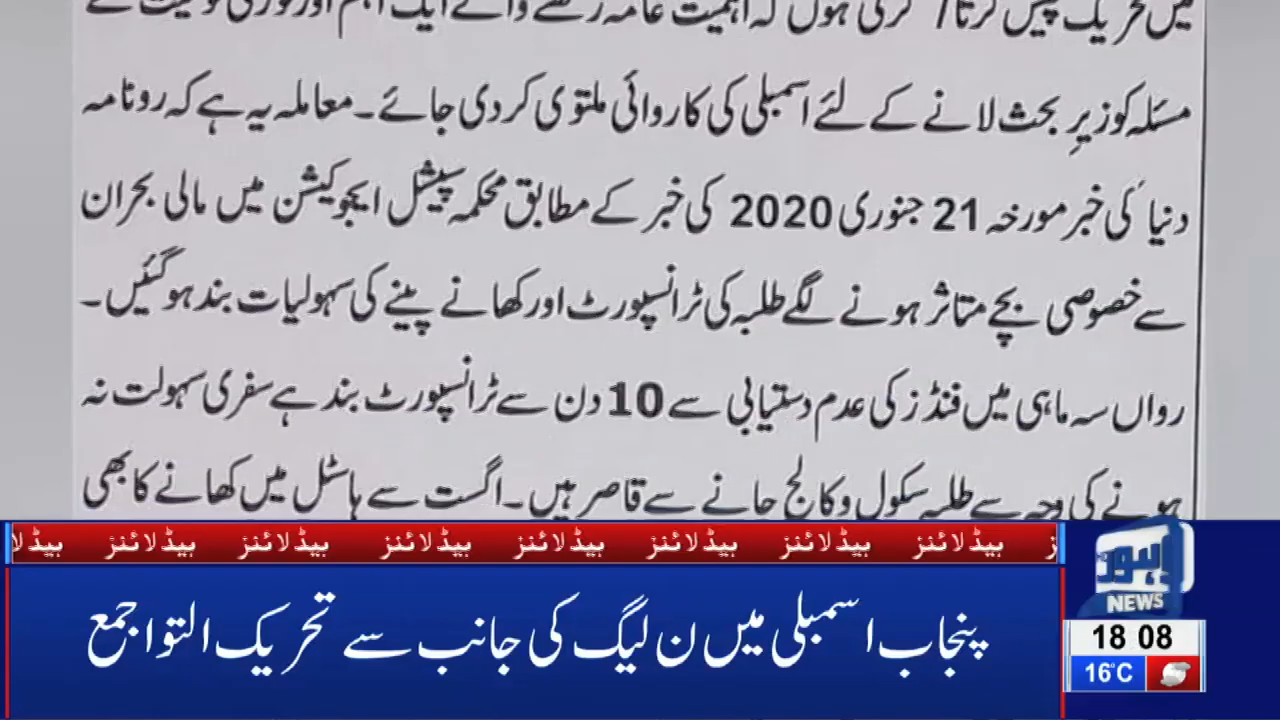 میں تحریک پیش کرتا/ کرتی ہوں کہ اہمیت عامہ رکھنے والے ایک اہم اور فوری نوعیت کے
مسئلہ کو زیرِ بحث لانے کے لئے اسمبلی کی کاروائی ملتوی کر دی جائے۔ معاملہ یہ ہے کہ روزنامہ
دنیا کی خبر مورخہ 21 جنوری 2020 کی خبر کے مطابق محکمہ سپیشل ایجوکیشن میں مالی بحران
سے خصوصی بچے متاثر ہونے لگے طلبہ کی ٹرانسپورٹ اور کھانے پینے کی سہولیات بند ہو گئیں۔
رواں سہ ماہی میں فنڈز کی عدم دستیابی سے 10 دن سے ٹرانسپورٹ بند ہے سفری سہولت نہ
ہونے کی وجہ سے طلبہ سکول و کالج جانے سے قاصر ہیں۔ اگست سے ہاسٹل میں کھانے کا بھی
ہیڈلائنز ہیڈلائنز ہیڈلائنز ہیڈلائنز ہیڈلائنز ہیڈلائنز ہیڈلائنز
لاہور
NEWS
پنجاب اسمبلی میں ن لیگ کی جانب سے تحریک التوا جمع
18 08
16°C